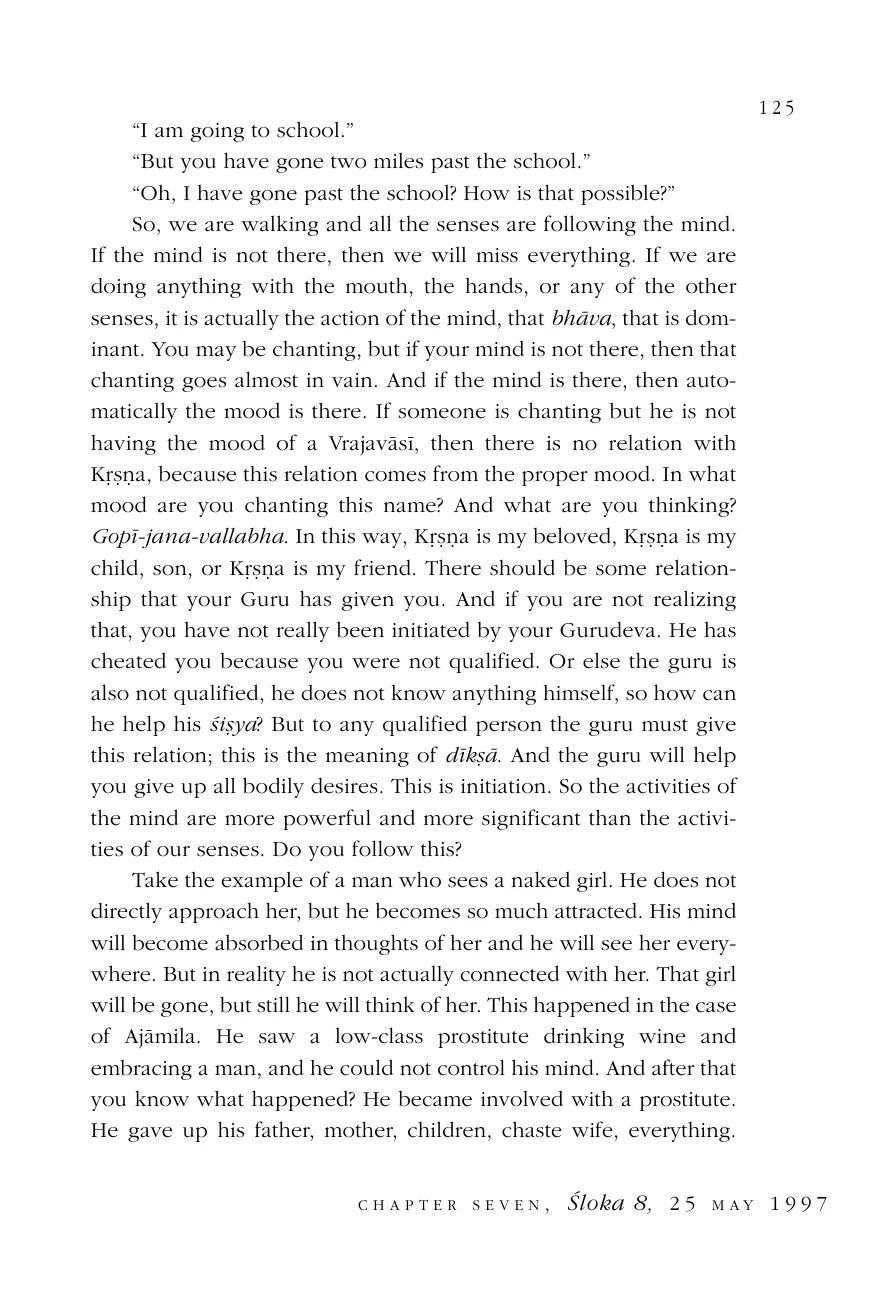 125
“I am going to school.”
“But you have gone two miles past the school.”
“Oh, I have gone past the school? How is that possible?”
So, we are walking and all the senses are following the mind.
If the mind is not there, then we will miss everything. If we are
doing anything with the mouth, the hands, or any of the other
senses, it is actually the action of the mind, that bhāva, that is dom-
inant. You may be chanting, but if your mind is not there, then that
chanting goes almost in vain. And if the mind is there, then auto-
matically the mood is there. If someone is chanting but he is not
having the mood of a Vrajavāsī, then there is no relation with
Kṛṣṇa, because this relation comes from the proper mood. In what
mood are you chanting this name? And what are you thinking?
Gopī-jana-vallabha. In this way, Kṛṣṇa is my beloved, Kṛṣṇa is my
child, son, or Kṛṣṇa is my friend. There should be some relation-
ship that your Guru has given you. And if you are not realizing
that, you have not really been initiated by your Gurudeva. He has
cheated you because you were not qualified. Or else the guru is
also not qualified, he does not know anything himself, so how can
he help his śiṣya? But to any qualified person the guru must give
this relation; this is the meaning of dīkṣā. And the guru will help
you give up all bodily desires. This is initiation. So the activities of
the mind are more powerful and more significant than the activi-
ties of our senses. Do you follow this?
Take the example of a man who sees a naked girl. He does not
directly approach her, but he becomes so much attracted. His mind
will become absorbed in thoughts of her and he will see her every-
where. But in reality he is not actually connected with her. That girl
will be gone, but still he will think of her. This happened in the case
of Ajāmila. He saw a low-class prostitute drinking wine and
embracing a man, and he could not control his mind. And after that
you know what happened? He became involved with a prostitute.
He gave up his father, mother, children, chaste wife, everything.
CHAPTER SEVEN, Śloka 8, 25 MAY 1997